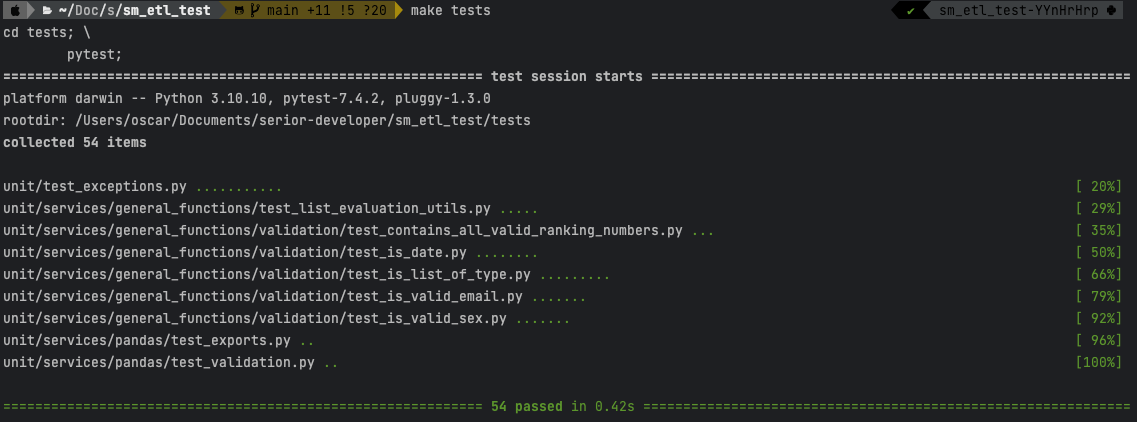 ~/Doc/s/sm_etl_test main +11 !5 ?20 make tests ✔ sm_etl_test-YYnHrHrp
cd tests; \
pytest;
=========================================================== test session starts ===========================================================
platform darwin -- Python 3.10.10, pytest-7.4.2, pluggy-1.3.0
rootdir: /Users/oscar/Documents/serior-developer/sm_etl_test/tests
collected 54 items
unit/test_exceptions.py ........... [ 20%]
unit/services/general_functions/test_list_evaluation_utils.py ..... [ 29%]
unit/services/general_functions/validation/test_contains_all_valid_ranking_numbers.py ... [ 35%]
unit/services/general_functions/validation/test_is_date.py ........ [ 50%]
unit/services/general_functions/validation/test_is_list_of_type.py ......... [ 66%]
unit/services/general_functions/validation/test_is_valid_email.py ....... [ 79%]
unit/services/general_functions/validation/test_is_valid_sex.py ....... [ 92%]
unit/services/pandas/test_exports.py .. [ 96%]
unit/services/pandas/test_validation.py .. [100%]
=========================================================== 54 passed in 0.42s ============================================================